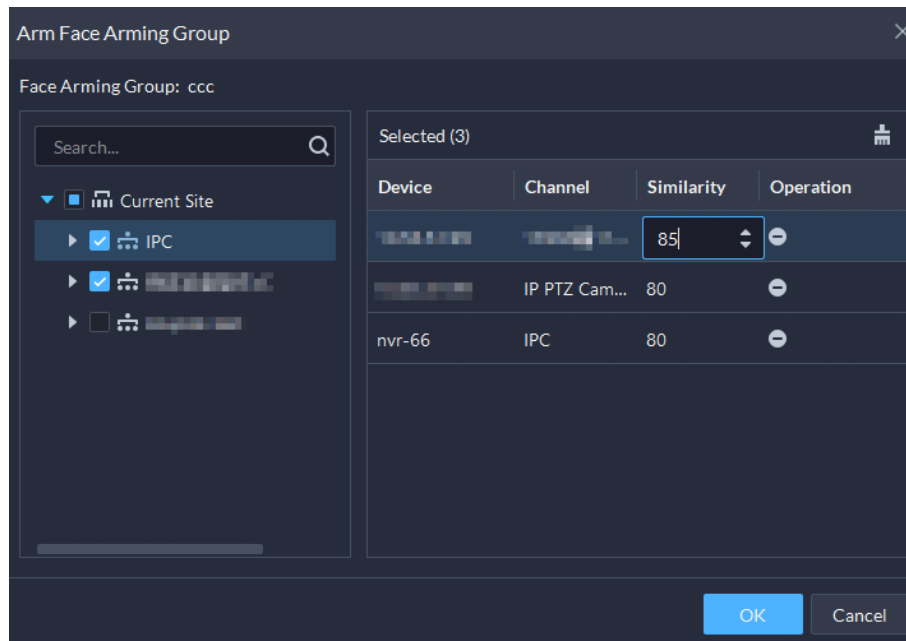 Arm Face Arming Group
Face Arming Group: ccc
Search...
Selected (3)
Device Channel Similarity Operation
Current Site
IPC
85
IP PTZ Cam... 80
nvr-66 IPC 80
OK Cancel